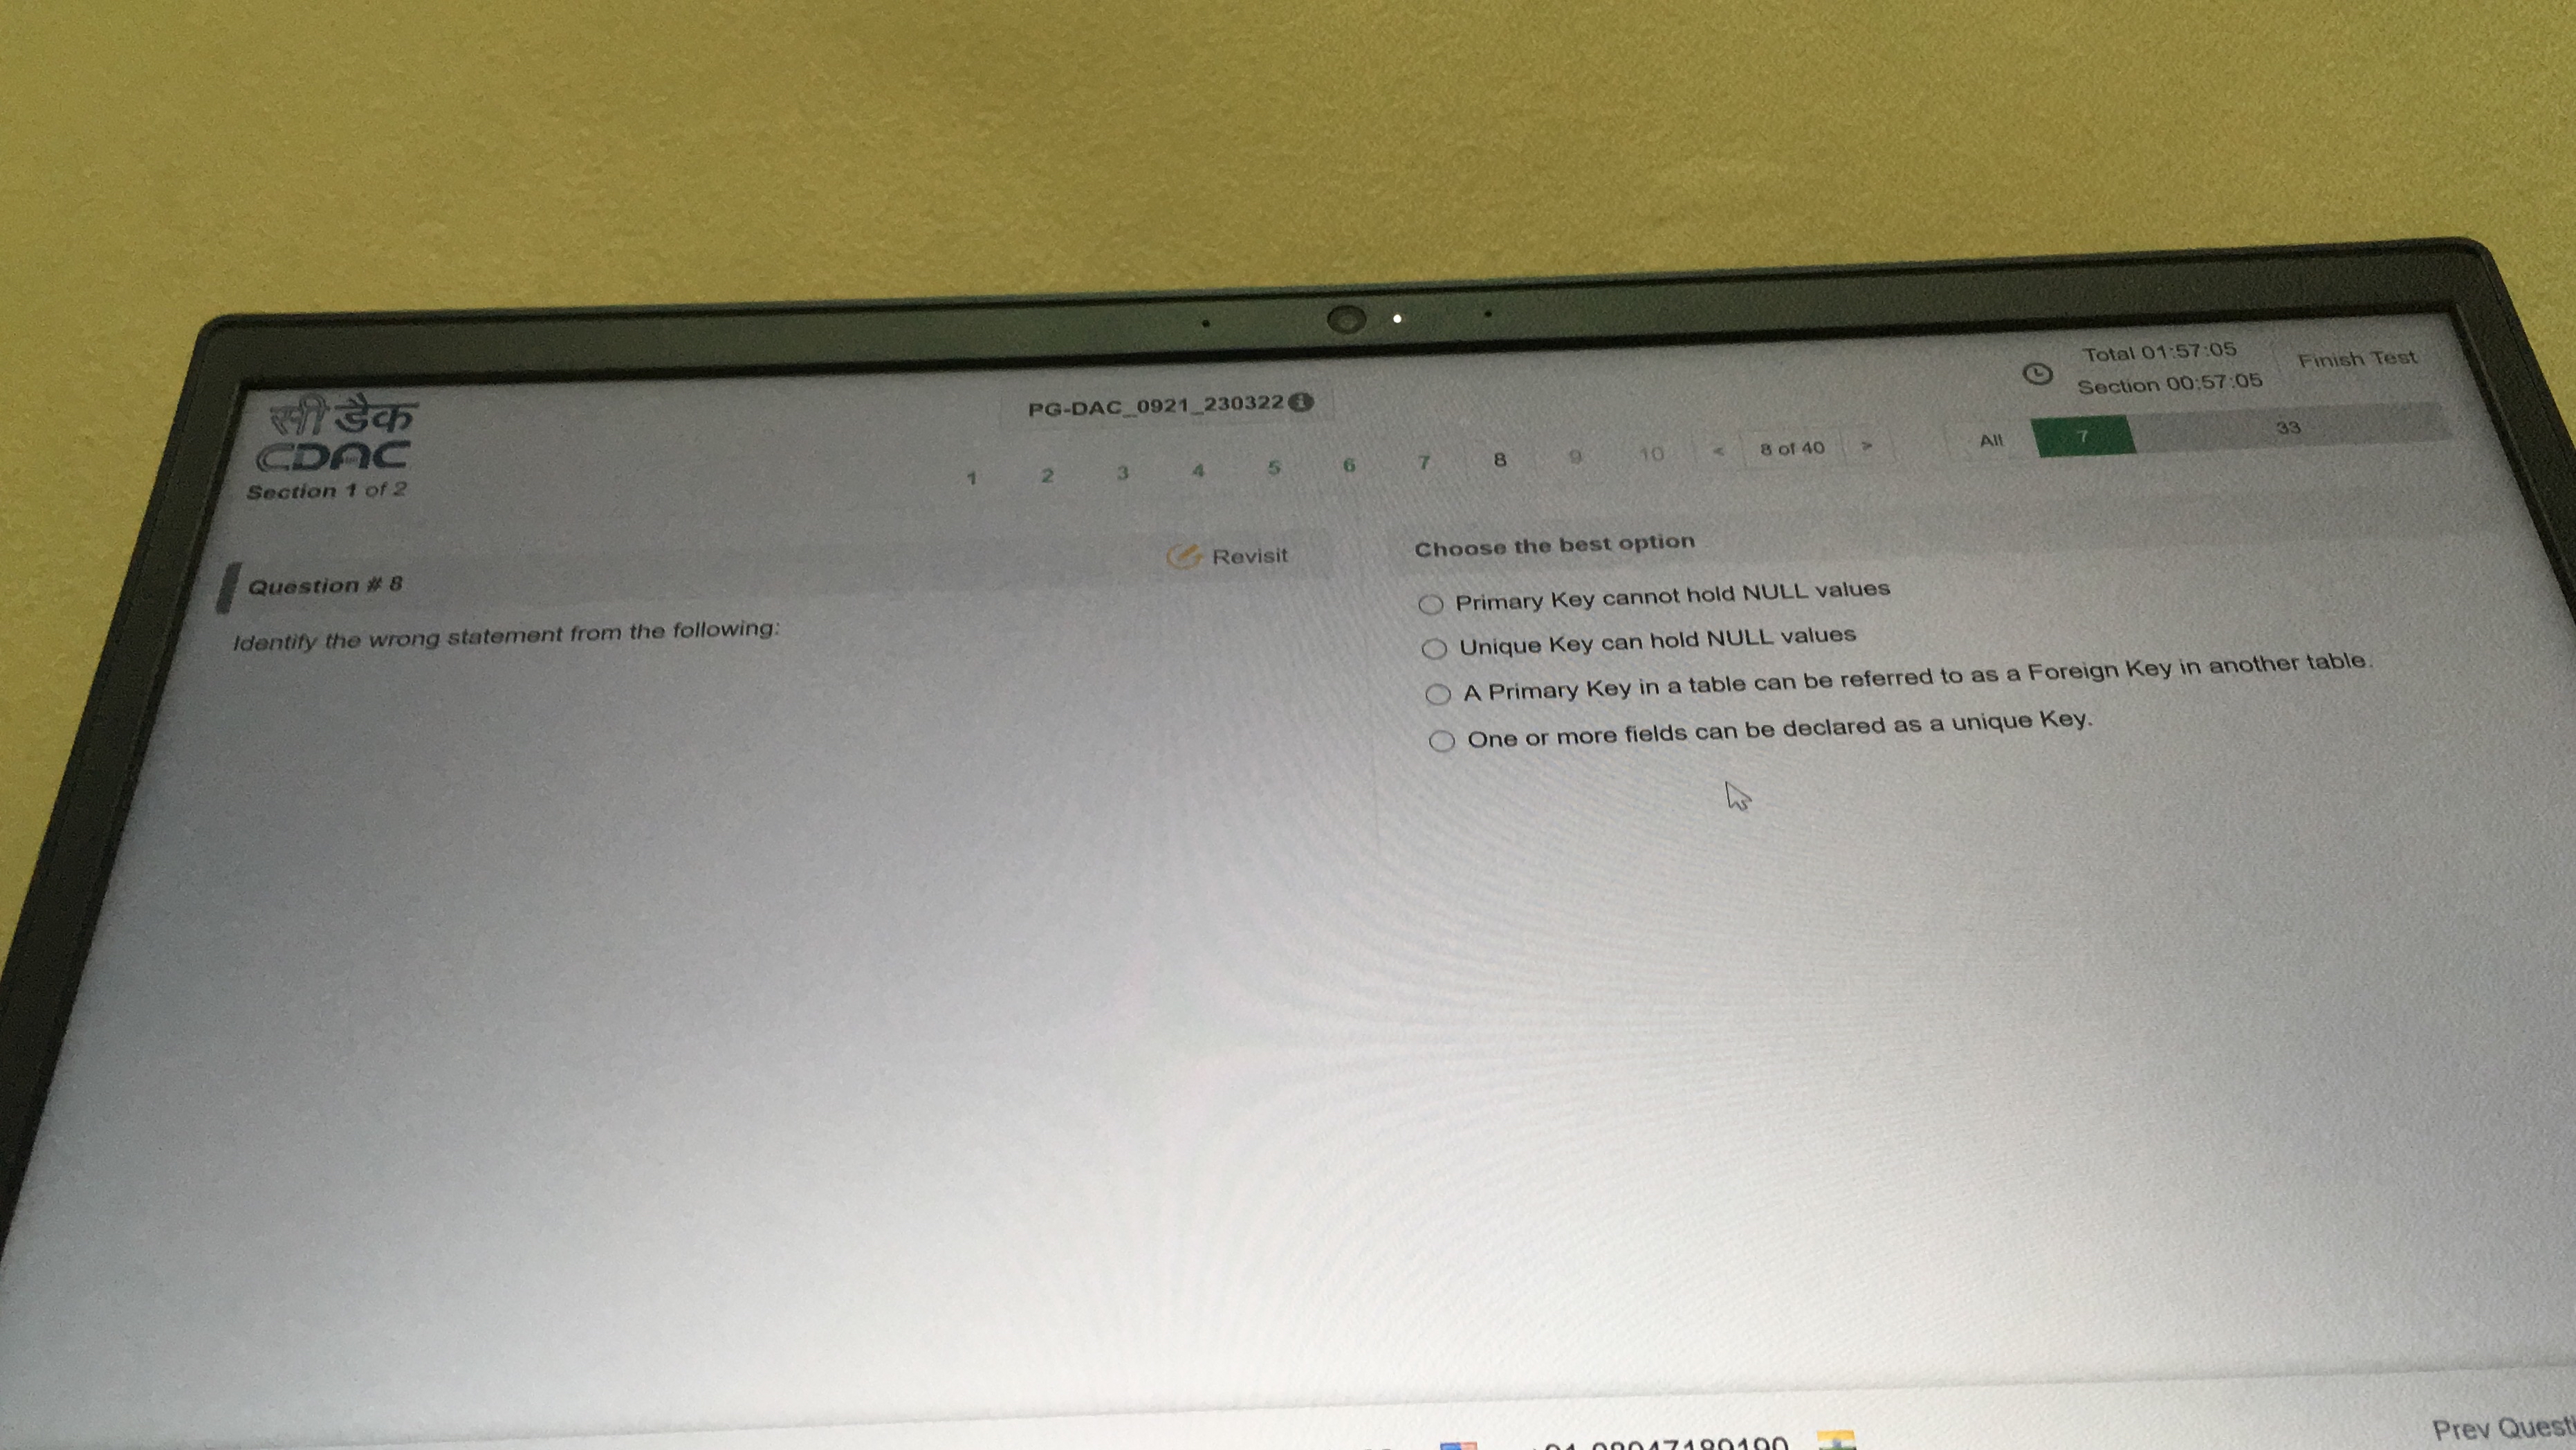 सी डैक
CDAC
Section 1 of 2
PG-DAC_0921_230322
Total 01:57:05
Section 00:57:05
Finish Test
1 2 3 4 5 6 7 8 9 10 < 8 of 40 >
All 7 33
Question # 8
Revisit
Identify the wrong statement from the following:
Choose the best option
Primary Key cannot hold NULL values
Unique Key can hold NULL values
A Primary Key in a table can be referred to as a Foreign Key in another table.
One or more fields can be declared as a unique Key.
Prev